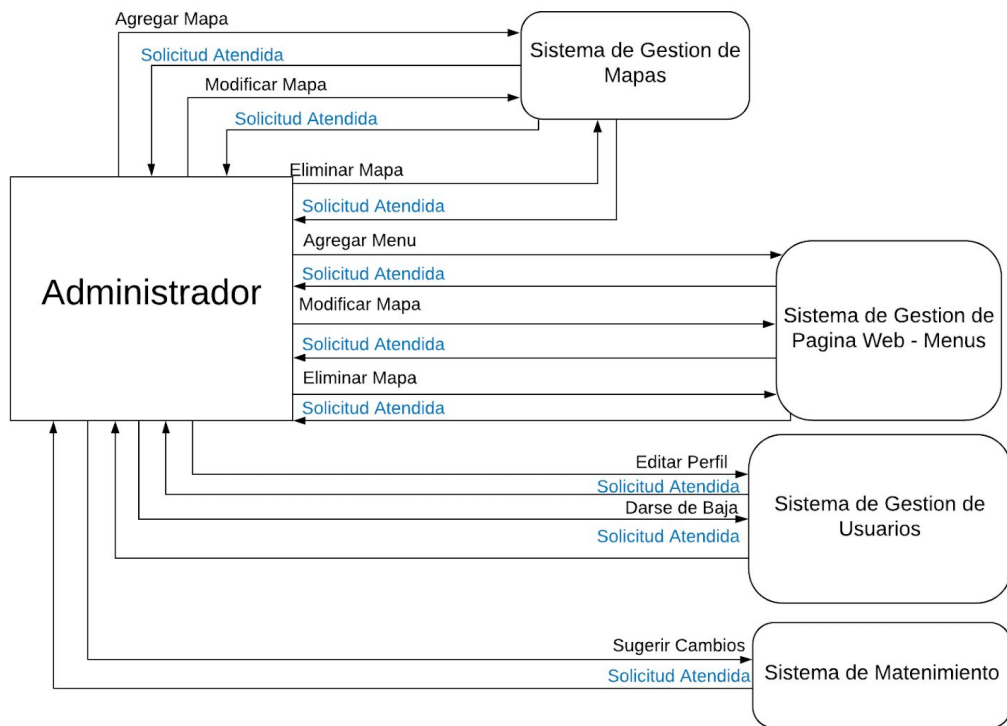 Agregar Mapa
Solicitud Atendida
Modificar Mapa
Solicitud Atendida
Sistema de Gestion de
Mapas
Eliminar Mapa
Solicitud Atendida
Agregar Menu
Solicitud Atendida
Administrador
Modificar Mapa
Solicitud Atendida
Eliminar Mapa
Solicitud Atendida
Sistema de Gestion de
Pagina Web - Menus
Editar Perfil
Solicitud Atendida
Darse de Baja
Solicitud Atendida
Sistema de Gestion de
Usuarios
Sugerir Cambios
Solicitud Atendida
Sistema de Matenimiento